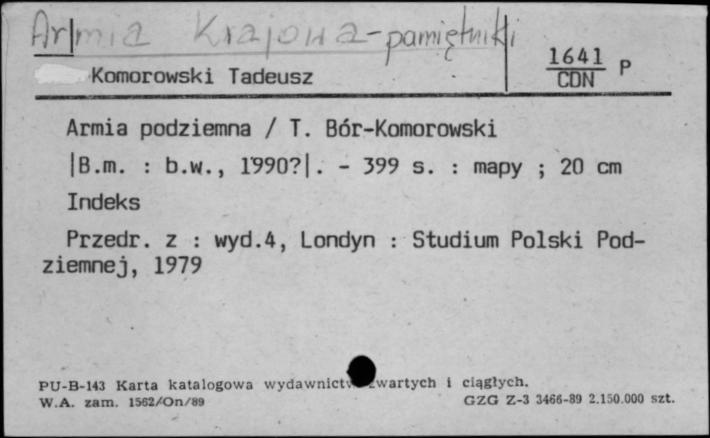 Armia Krajowa - pamiętniki
Komorowski Tadeusz
1641 P
CDN
Armia podziemna / T. Bór-Komorowski
|B.m. : b.w., 1990?|. - 399 s. : mapy ; 20 cm
Indeks
Przedr. z : wyd.4, Londyn : Studium Polski Pod-
ziemnej, 1979
PU-B-143 Karta katalogowa wydawnictw zwartych i ciągłych.
W.A. zam. 1562/On/89 GZG Z-3 3466-89 2.150.000 szt.